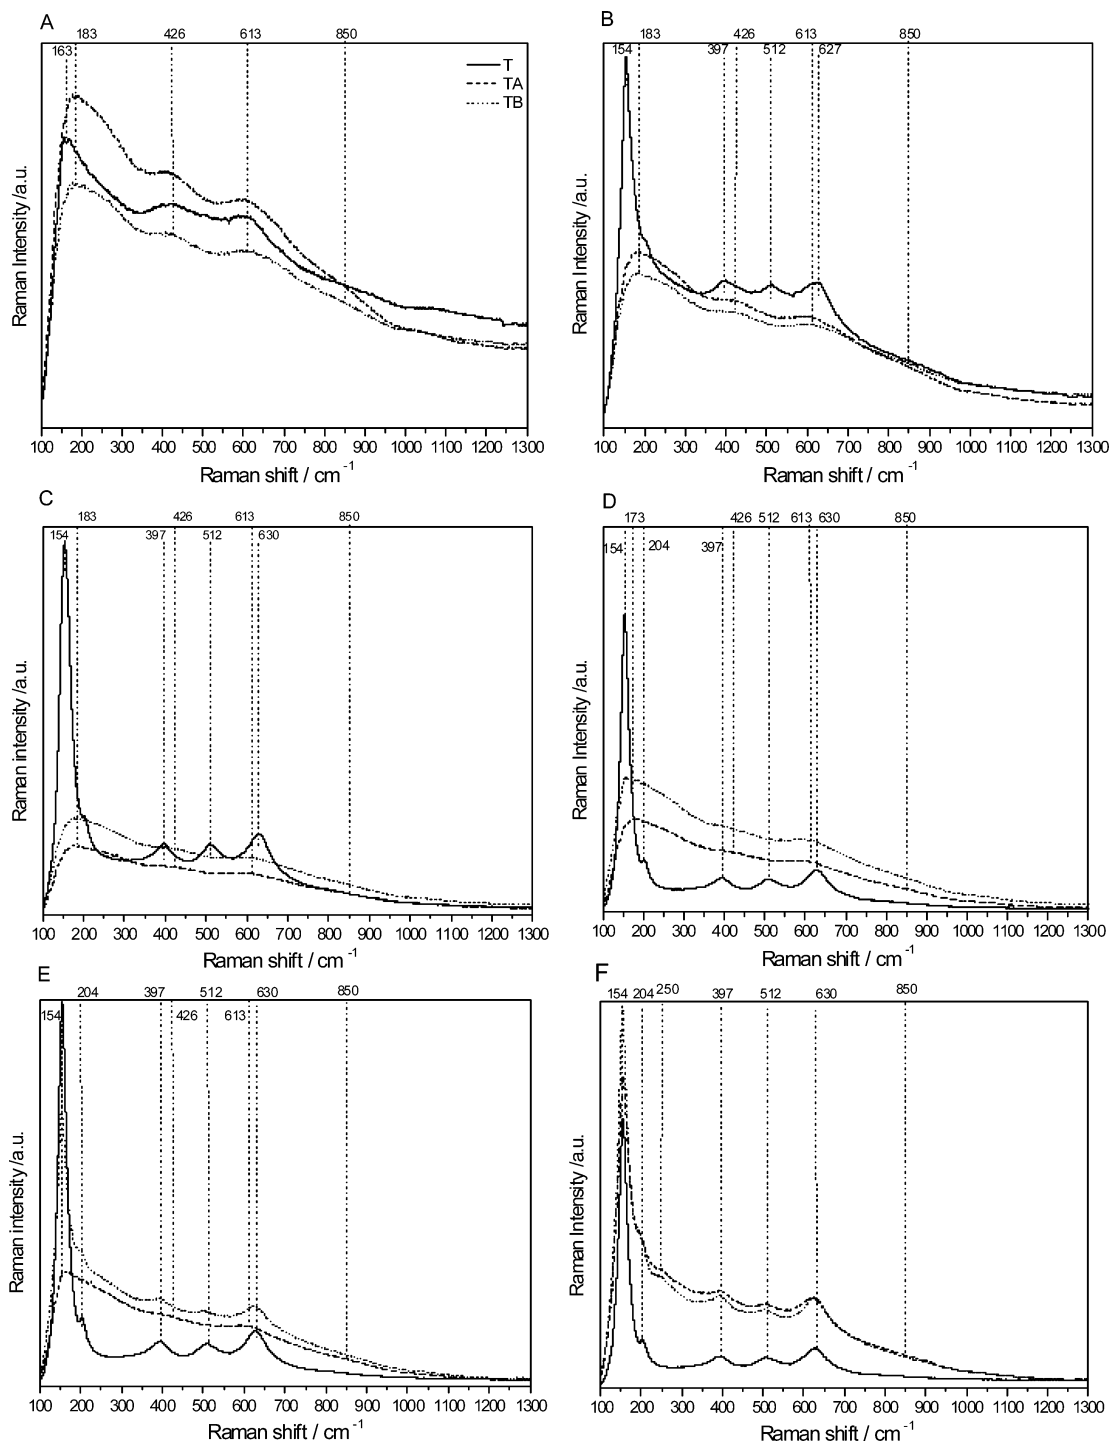 A
183 426 613 850
163
T
TA
TB
Raman Intensity /a.u.
100 200 300 400 500 600 700 800 900 1000 1100 1200 1300
Raman shift / cm-1
B
183 426 613 850
154 397 512 627
Raman Intensity /a.u.
100 200 300 400 500 600 700 800 900 1000 1100 1200 1300
Raman shift / cm-1
C
183 426 613 850
154 397 512 630
Raman intensity /a.u.
100 200 300 400 500 600 700 800 900 1000 1100 1200 1300
Raman shift / cm-1
D
173 426 512 613 630 850
154 204 397
Raman Intensity /a.u.
100 200 300 400 500 600 700 800 900 1000 1100 1200 1300
Raman shift / cm-1
E
204 397 512 630 850
154 426 613
Raman intensity /a.u.
100 200 300 400 500 600 700 800 900 1000 1100 1200 1300
Raman shift / cm-1
F
154 204 250 397 512 630 850
Raman Intensity /a.u.
100 200 300 400 500 600 700 800 900 1000 1100 1200 1300
Raman shift / cm-1